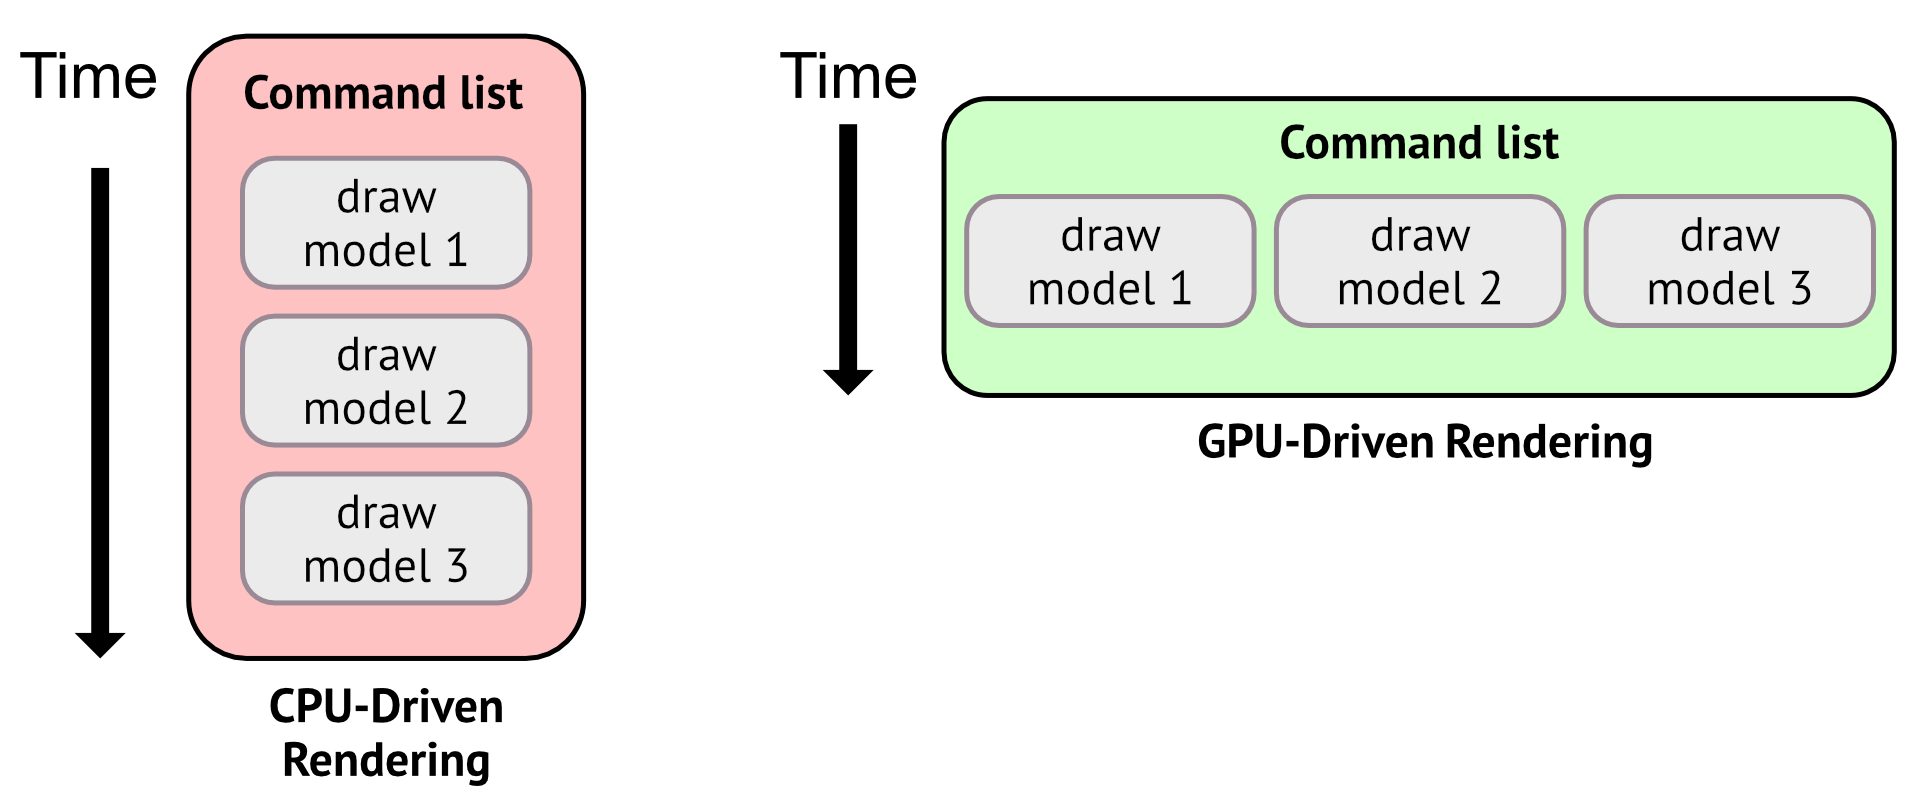 Time
Command list
draw
model 1
draw
model 2
draw
model 3
CPU-Driven
Rendering
Time
Command list
draw
model 1
draw
model 2
draw
model 3
GPU-Driven Rendering